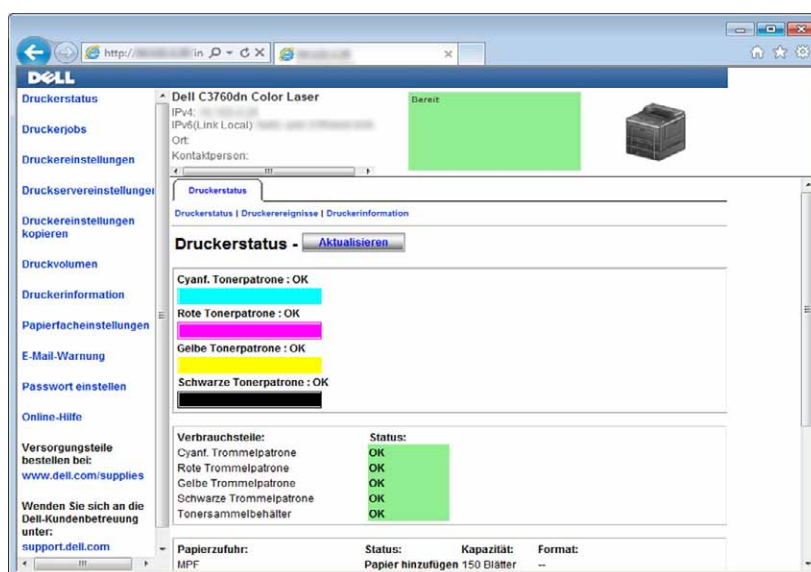 http://
in
DELL
Druckerstatus
Druckerjobs
Druckereinstellungen
Druckservereinstellunger
Druckereinstellungen
kopieren
Druckvolumen
Druckerinformation
Papierfacheinstellungen
E-Mail-Warnung
Passwort einstellen
Online-Hilfe
Versorgungsteile
bestellen bei:
www.dell.com/supplies
Wenden Sie sich an die
Dell-Kundenbetreuung
unter:
support.dell.com
Dell C3760dn Color Laser
IPv4:
IPv6(Link Local)
Ort:
Kontaktperson:
Bereit
Druckerstatus
Druckerstatus | Druckerereignisse | Druckerinformation
Druckerstatus - Aktualisieren
Cyanf. Tonerpatrone : OK
Rote Tonerpatrone : OK
Gelbe Tonerpatrone : OK
Schwarze Tonerpatrone : OK
Verbrauchsteile: Status:
Cyanf. Trommelpatrone OK
Rote Trommelpatrone OK
Gelbe Trommelpatrone OK
Schwarze Trommelpatrone OK
Tonersammelbehälter OK
Papierzufuhr: Status: Kapazität: Format:
MPF Papier hinzufügen 150 Blätter --